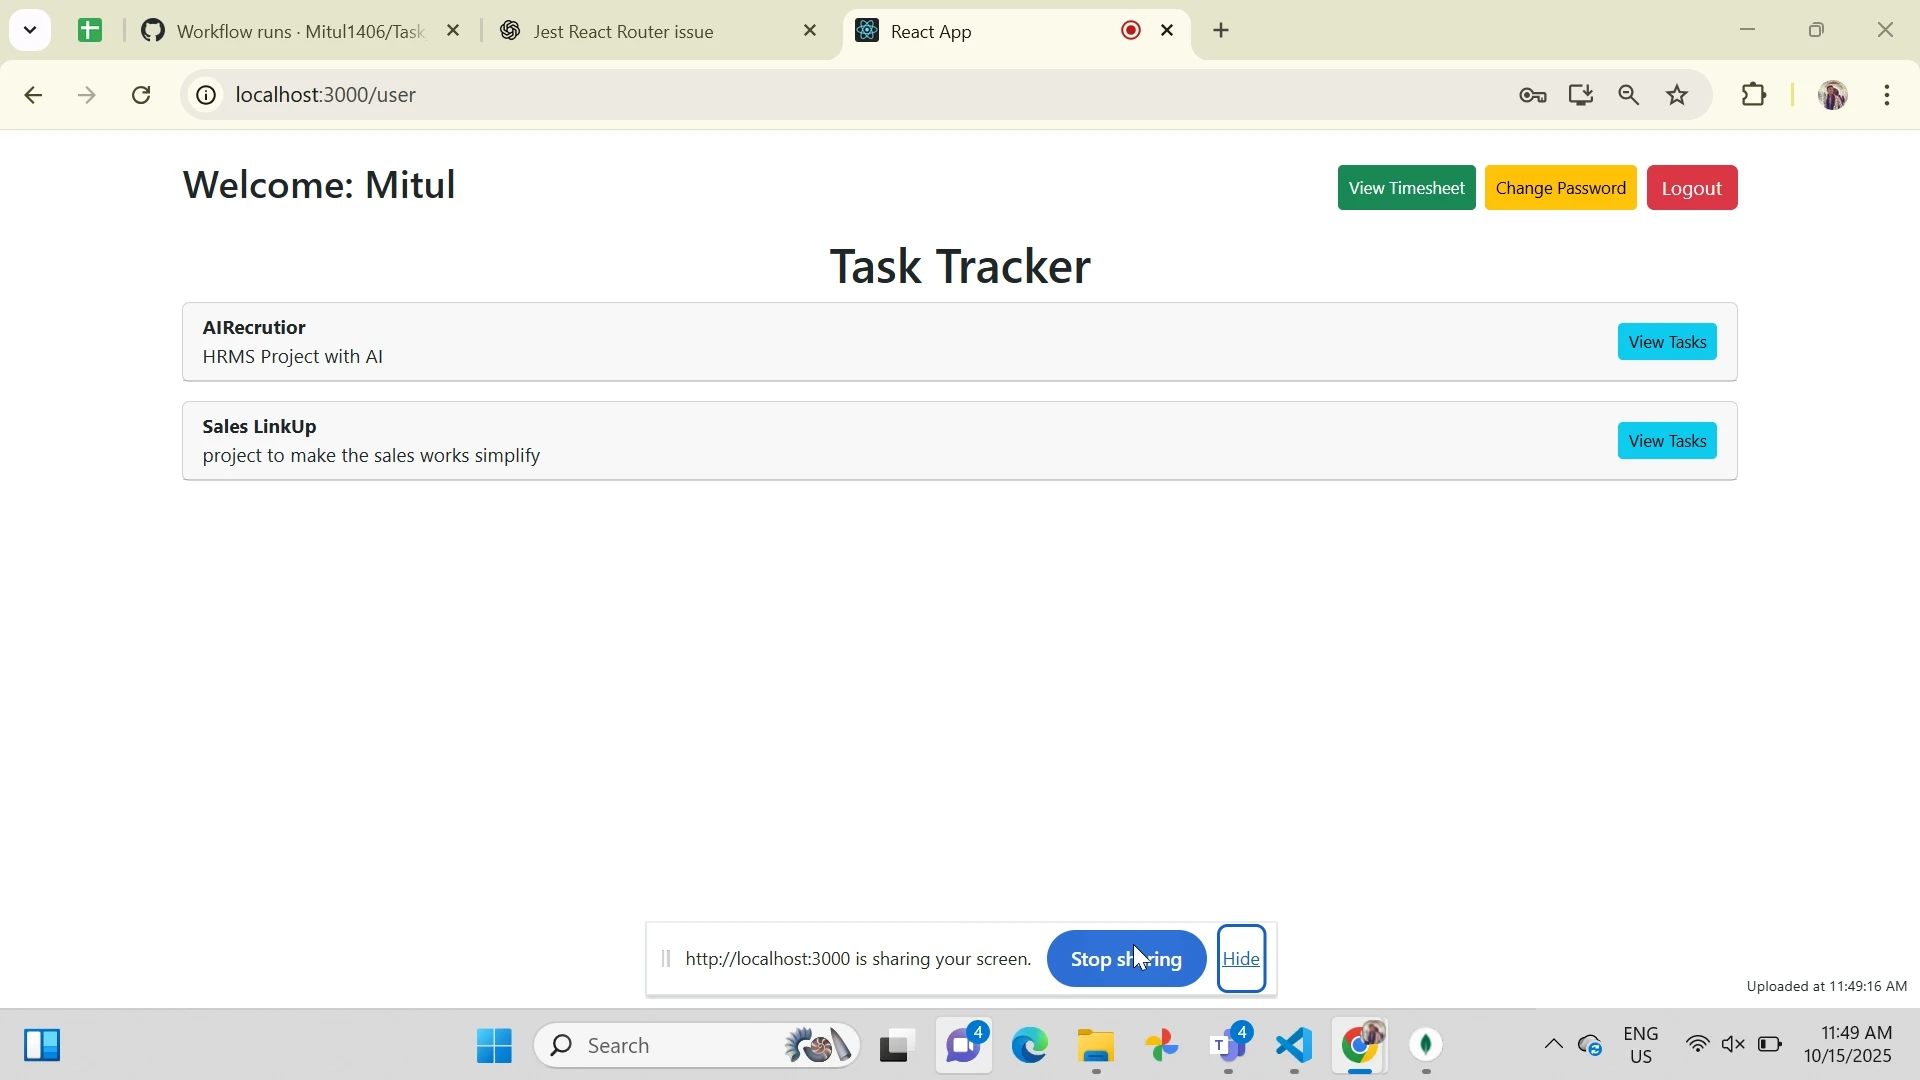 Workflow runs · Mitul1406/Task
Jest React Router issue
React App
localhost:3000/user
Welcome: Mitul
View Timesheet
Change Password
Logout
Task Tracker
AIRecrutior
HRMS Project with AI
View Tasks
Sales LinkUp
project to make the sales works simplify
View Tasks
http://localhost:3000 is sharing your screen.
Stop sharing
Hide
Uploaded at 11:49:16 AM
Search
4
T
4
ENG
US
11:49 AM
10/15/2025